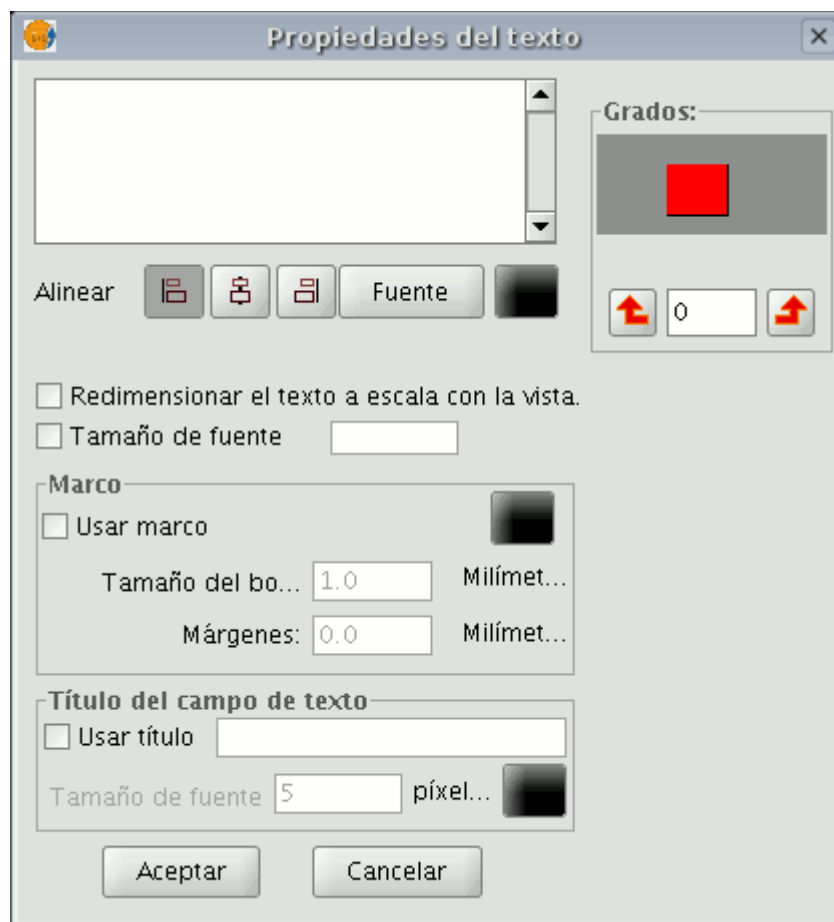 Propiedades del texto
Grados:
Alinear
Fuente
0
Redimensionar el texto a escala con la vista.
Tamaño de fuente
Marco
Usar marco
Tamaño del bo... 1.0 Milímet...
Márgenes: 0.0 Milímet...
Título del campo de texto
Usar título
Tamaño de fuente 5 píxel...
Aceptar Cancelar